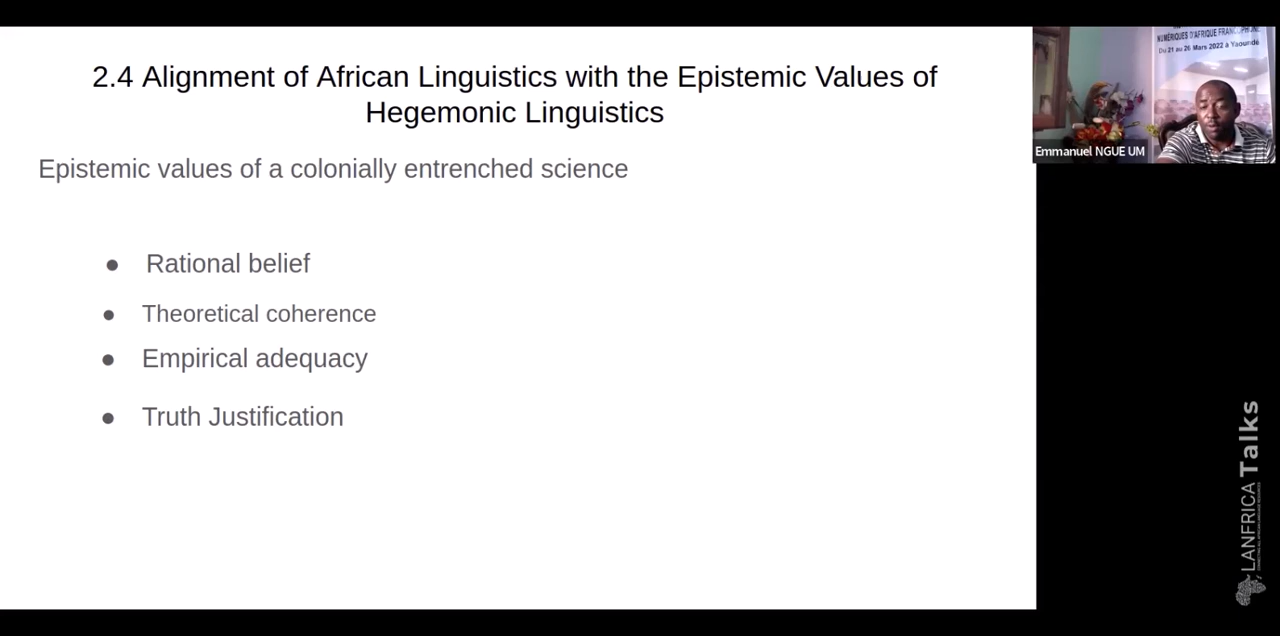 2.4 Alignment of African Linguistics with the Epistemic Values of
Hegemonic Linguistics
Epistemic values of a colonially entrenched science
● Rational belief
● Theoretical coherence
● Empirical adequacy
● Truth Justification
NUMÉRIQUES D'AFRIQUE FRANCOPHONE
Du 21 au 26 Mars 2022 à Yaoundé
Emmanuel NGUE UM
LANFRICA Talks